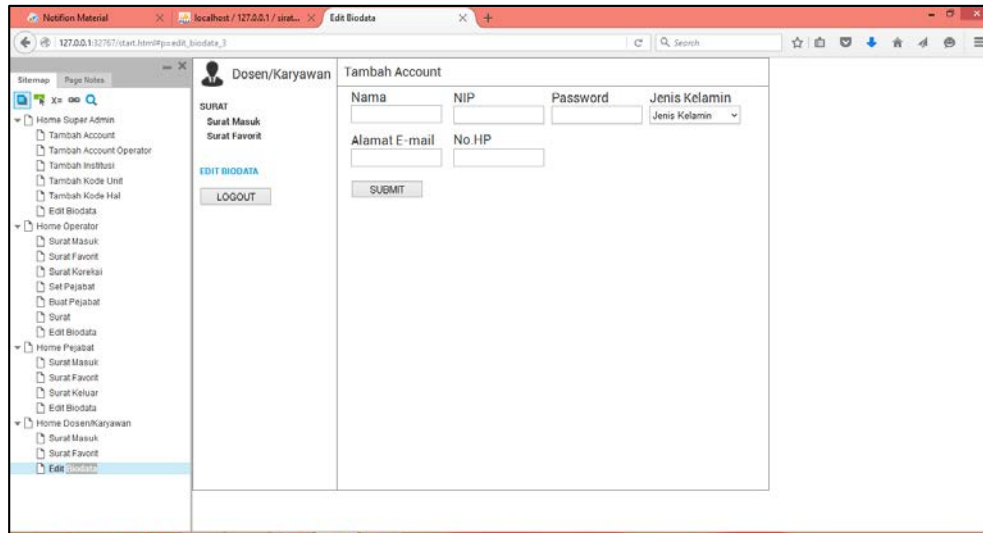 Notifion Material
localhost / 127.0.0.1 / sirat...
Edit Biodata
127.0.0.1:32767/start.html#p=edit_biodata_3
Search
Sitemap
Page Notes
Home Super Admin
Tambah Account
Tambah Account Operator
Tambah Institusi
Tambah Kode Unit
Tambah Kode Hal
Edit Biodata
Home Operator
Surat Masuk
Surat Favorit
Surat Koreksi
Set Pejabat
Buat Pejabat
Surat
Edit Biodata
Home Pejabat
Surat Masuk
Surat Favorit
Surat Keluar
Edit Biodata
Home Dosen/Karyawan
Surat Masuk
Surat Favorit
Edit Biodata
Dosen/Karyawan
SURAT
Surat Masuk
Surat Favorit
EDIT BIODATA
LOGOUT
Tambah Account
Nama NIP Password Jenis Kelamin
Jenis Kelamin
Alamat E-mail No.HP
SUBMIT